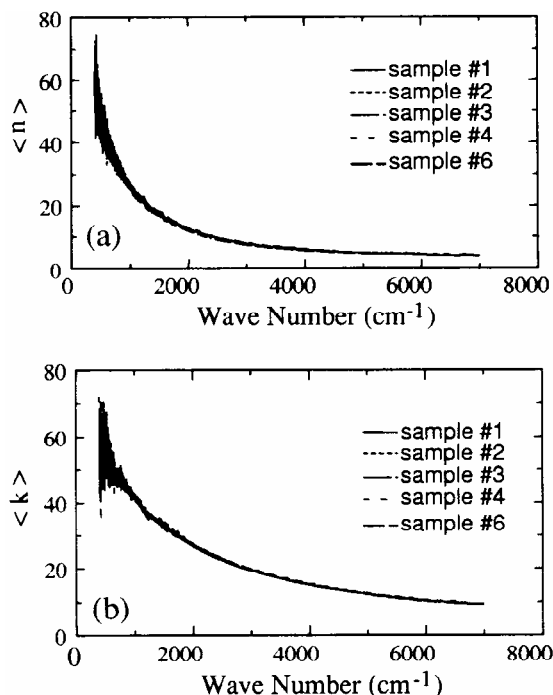 80
60
40
20
0
< n >
(a)
sample #1
sample #2
sample #3
sample #4
sample #6
0 2000 4000 6000 8000
Wave Number (cm⁻¹)
80
60
40
20
0
< k >
(b)
sample #1
sample #2
sample #3
sample #4
sample #6
0 2000 4000 6000 8000
Wave Number (cm⁻¹)